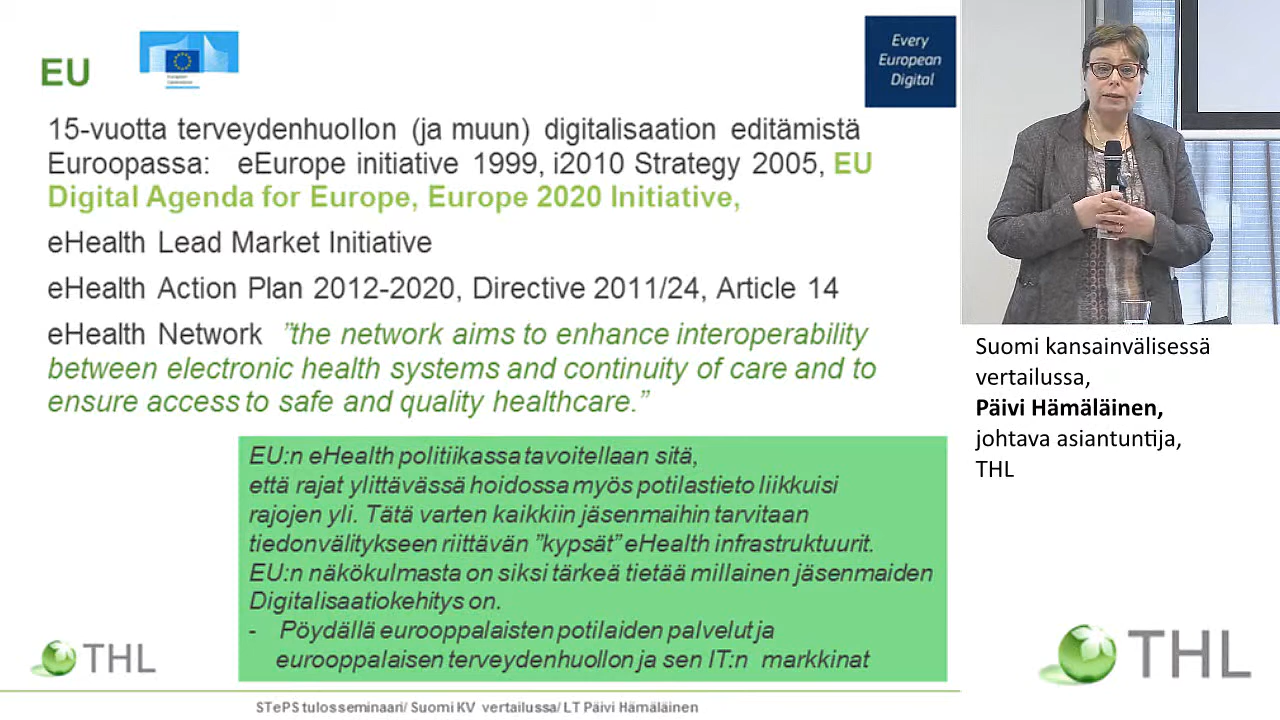 EU
Every
European
Digital
15-vuotta terveydenhuollon (ja muun) digitalisaation editämistä
Euroopassa: eEurope initiative 1999, i2010 Strategy 2005, EU
Digital Agenda for Europe, Europe 2020 Initiative,
eHealth Lead Market Initiative
eHealth Action Plan 2012-2020, Directive 2011/24, Article 14
eHealth Network ”the network aims to enhance interoperability
between electronic health systems and continuity of care and to
ensure access to safe and quality healthcare.”
EU:n eHealth politiikassa tavoitellaan sitä,
että rajat ylittävässä hoidossa myös potilastieto liikkuisi
rajojen yli. Tätä varten kaikkiin jäsenmaihin tarvitaan
tiedonvälitykseen riittävän ”kypsät” eHealth infrastruktuurit.
EU:n näkökulmasta on siksi tärkeä tietää millainen jäsenmaiden
Digitalisaatiokehitys on.
- Pöydällä eurooppalaisten potilaiden palvelut ja
eurooppalaisen terveydenhuollon ja sen IT:n markkinat
THL
STePS tulosseminaari/ Suomi KV vertailussa/ LT Päivi Hämäläinen
Suomi kansainvälisessä
vertailussa,
Päivi Hämäläinen,
johtava asiantuntija,
THL
THL